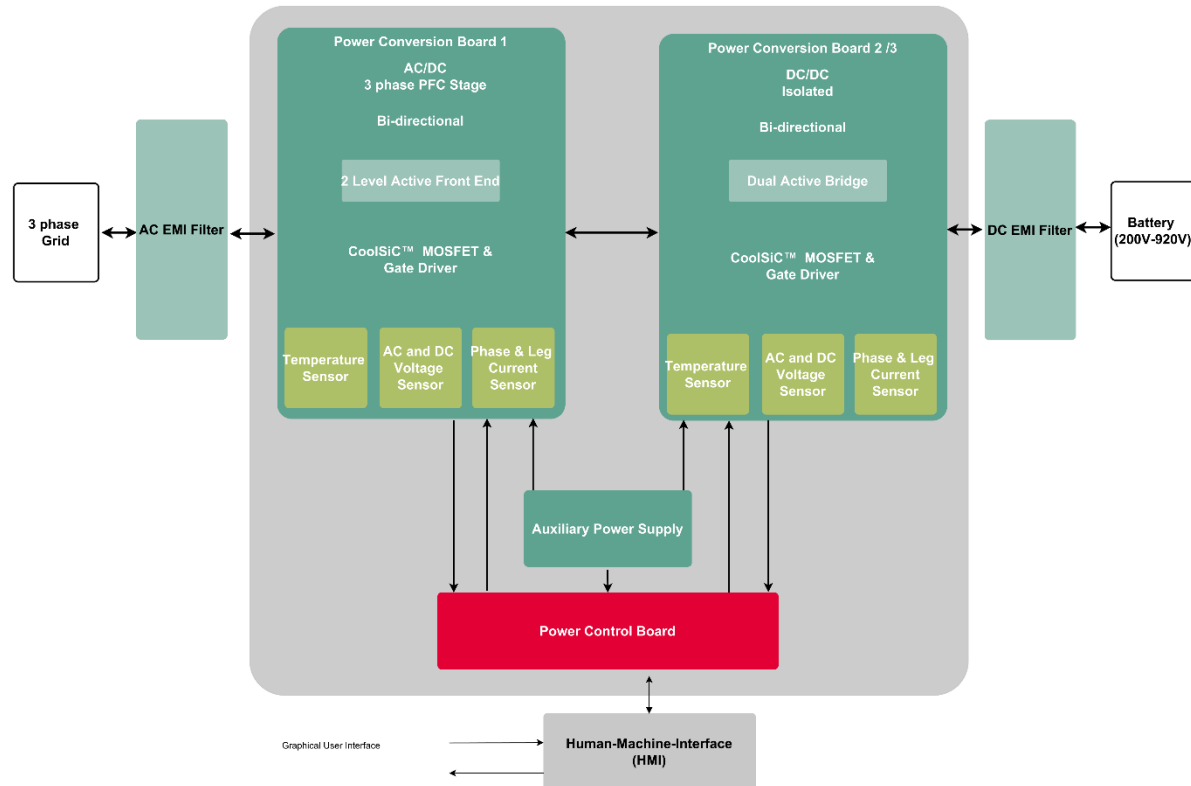 Power Conversion Board 1
AC/DC
3 phase PFC Stage
Bi-directional
2 Level Active Front End
CoolSiC™ MOSFET &
Gate Driver
Temperature
Sensor
AC and DC
Voltage
Sensor
Phase & Leg
Current
Sensor
Power Conversion Board 2 /3
DC/DC
Isolated
Bi-directional
Dual Active Bridge
CoolSiC™ MOSFET &
Gate Driver
Temperature
Sensor
AC and DC
Voltage
Sensor
Phase & Leg
Current
Sensor
3 phase
Grid
AC EMI Filter
DC EMI Filter
Battery
(200V-920V)
Auxiliary Power Supply
Power Control Board
Graphical User Interface
Human-Machine-Interface
(HMI)